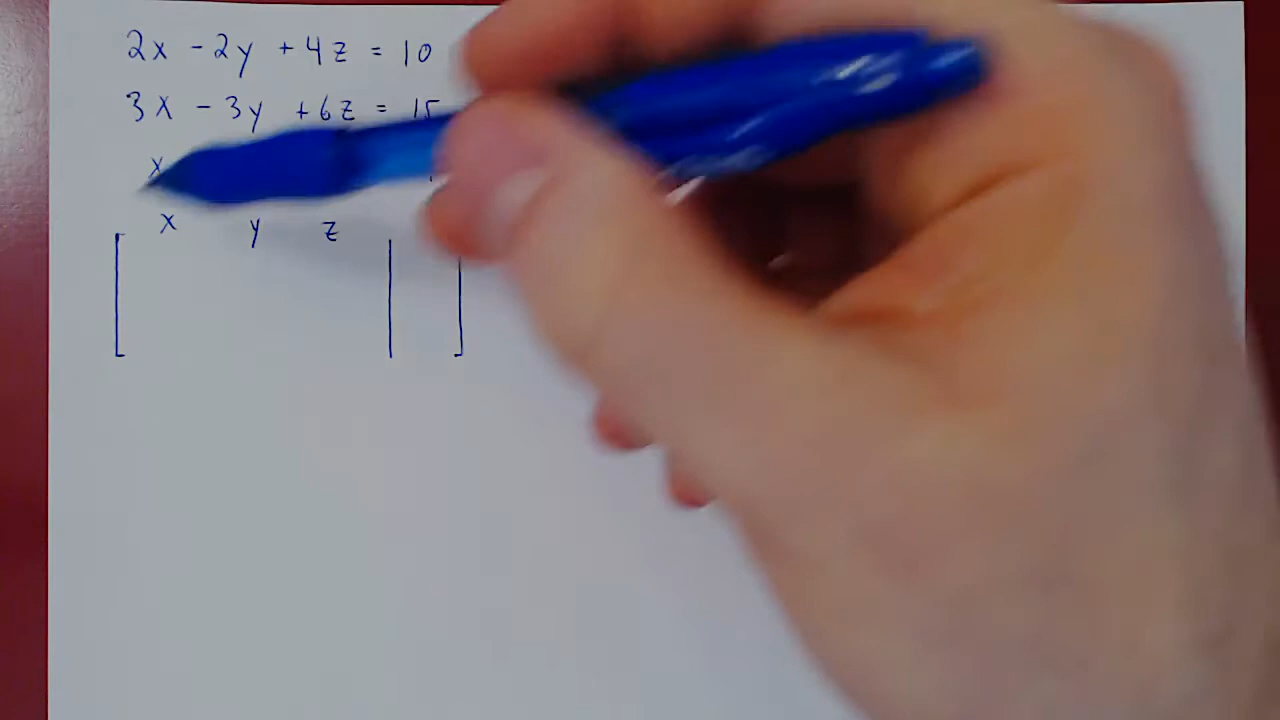 2x - 2y + 4z = 10
3x - 3y + 6z = 15
x
x y z